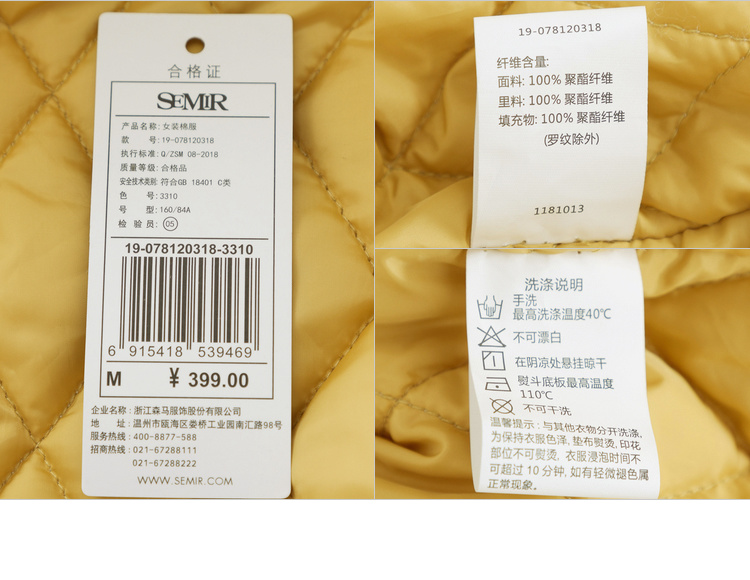 合格证
SEMIR
产品名称:女装棉服
款 号:19-078120318
执行标准:Q/ZSM 08-2018
质量等级:合格品
安全技术类别:符合GB 18401 C类
色 号:3310
号 型:160/84A
检 验 员:05
19-078120318-3310
6 915418 539469
M ¥ 399.00
企业名称:浙江森马服饰股份有限公司
地 址:温州市瓯海区娄桥工业园南汇路98号
服务热线:400-8877-588
招商热线:021-67287111
021-67288222
WWW.SEMIR.COM
19-078120318
纤维含量:
面料: 100% 聚酯纤维
里料: 100% 聚酯纤维
填充物: 100% 聚酯纤维
(罗纹除外)
1181013
洗涤说明
手洗
最高洗涤温度40℃
不可漂白
在阴凉处悬挂晾干
熨斗底板最高温度
110℃
不可干洗
温馨提示:与其他衣物分开洗涤,
为保持衣服色泽,垫布熨烫,印花
部位不可熨烫,衣服浸泡时间不
可超过10分钟,如有轻微褪色属
正常现象。